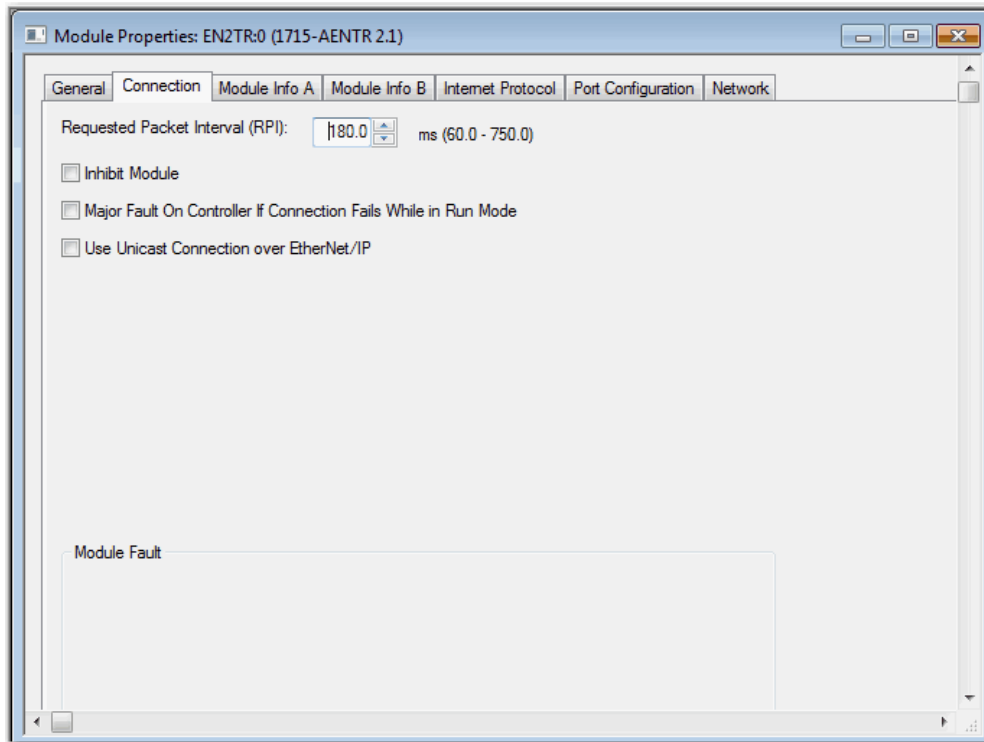 Module Properties: EN2TR:0 (1715-AENTR 2.1)
General Connection Module Info A Module Info B Internet Protocol Port Configuration Network
Requested Packet Interval (RPI): 180.0 ms (60.0 - 750.0)
Inhibit Module
Major Fault On Controller If Connection Fails While in Run Mode
Use Unicast Connection over EtherNet/IP
Module Fault